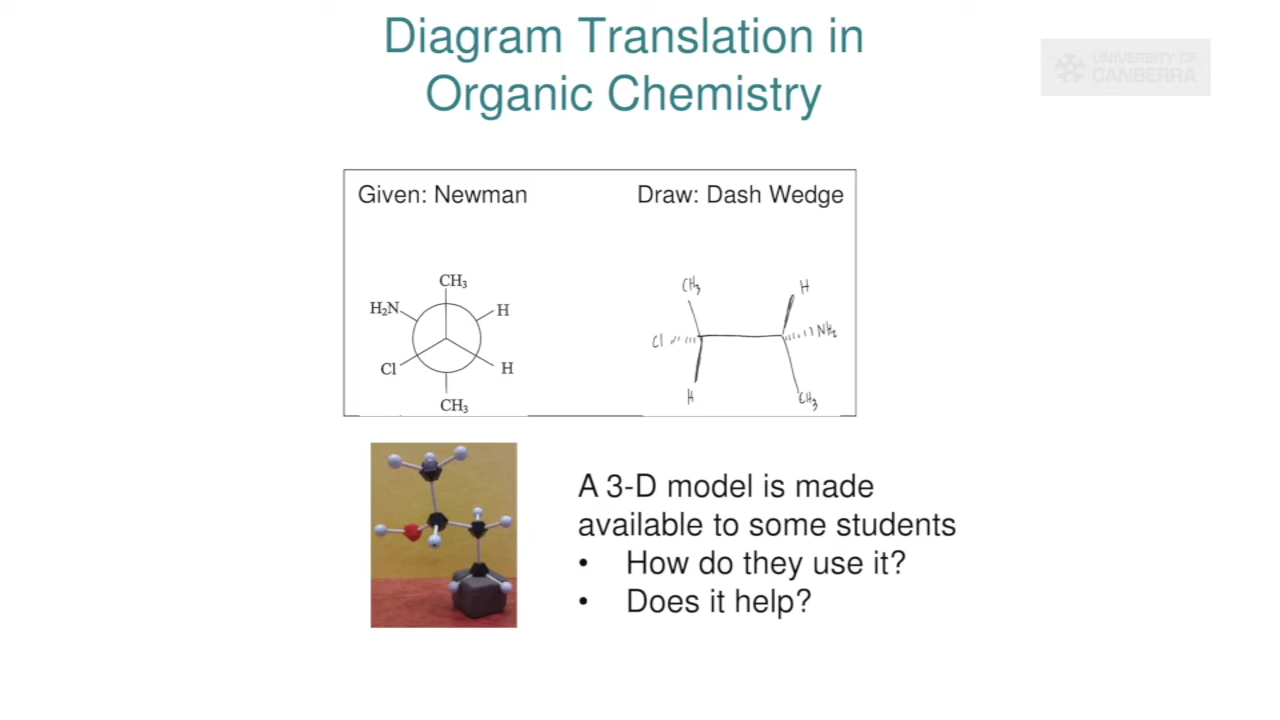 Diagram Translation in
Organic Chemistry
UNIVERSITY OF
CANBERRA
Given: Newman
Draw: Dash Wedge
CH₃
H₂N
H
Cl
H
CH₃
CH₃
H
Cl
NH₂
H
CH₃
A 3-D model is made
available to some students
• How do they use it?
• Does it help?